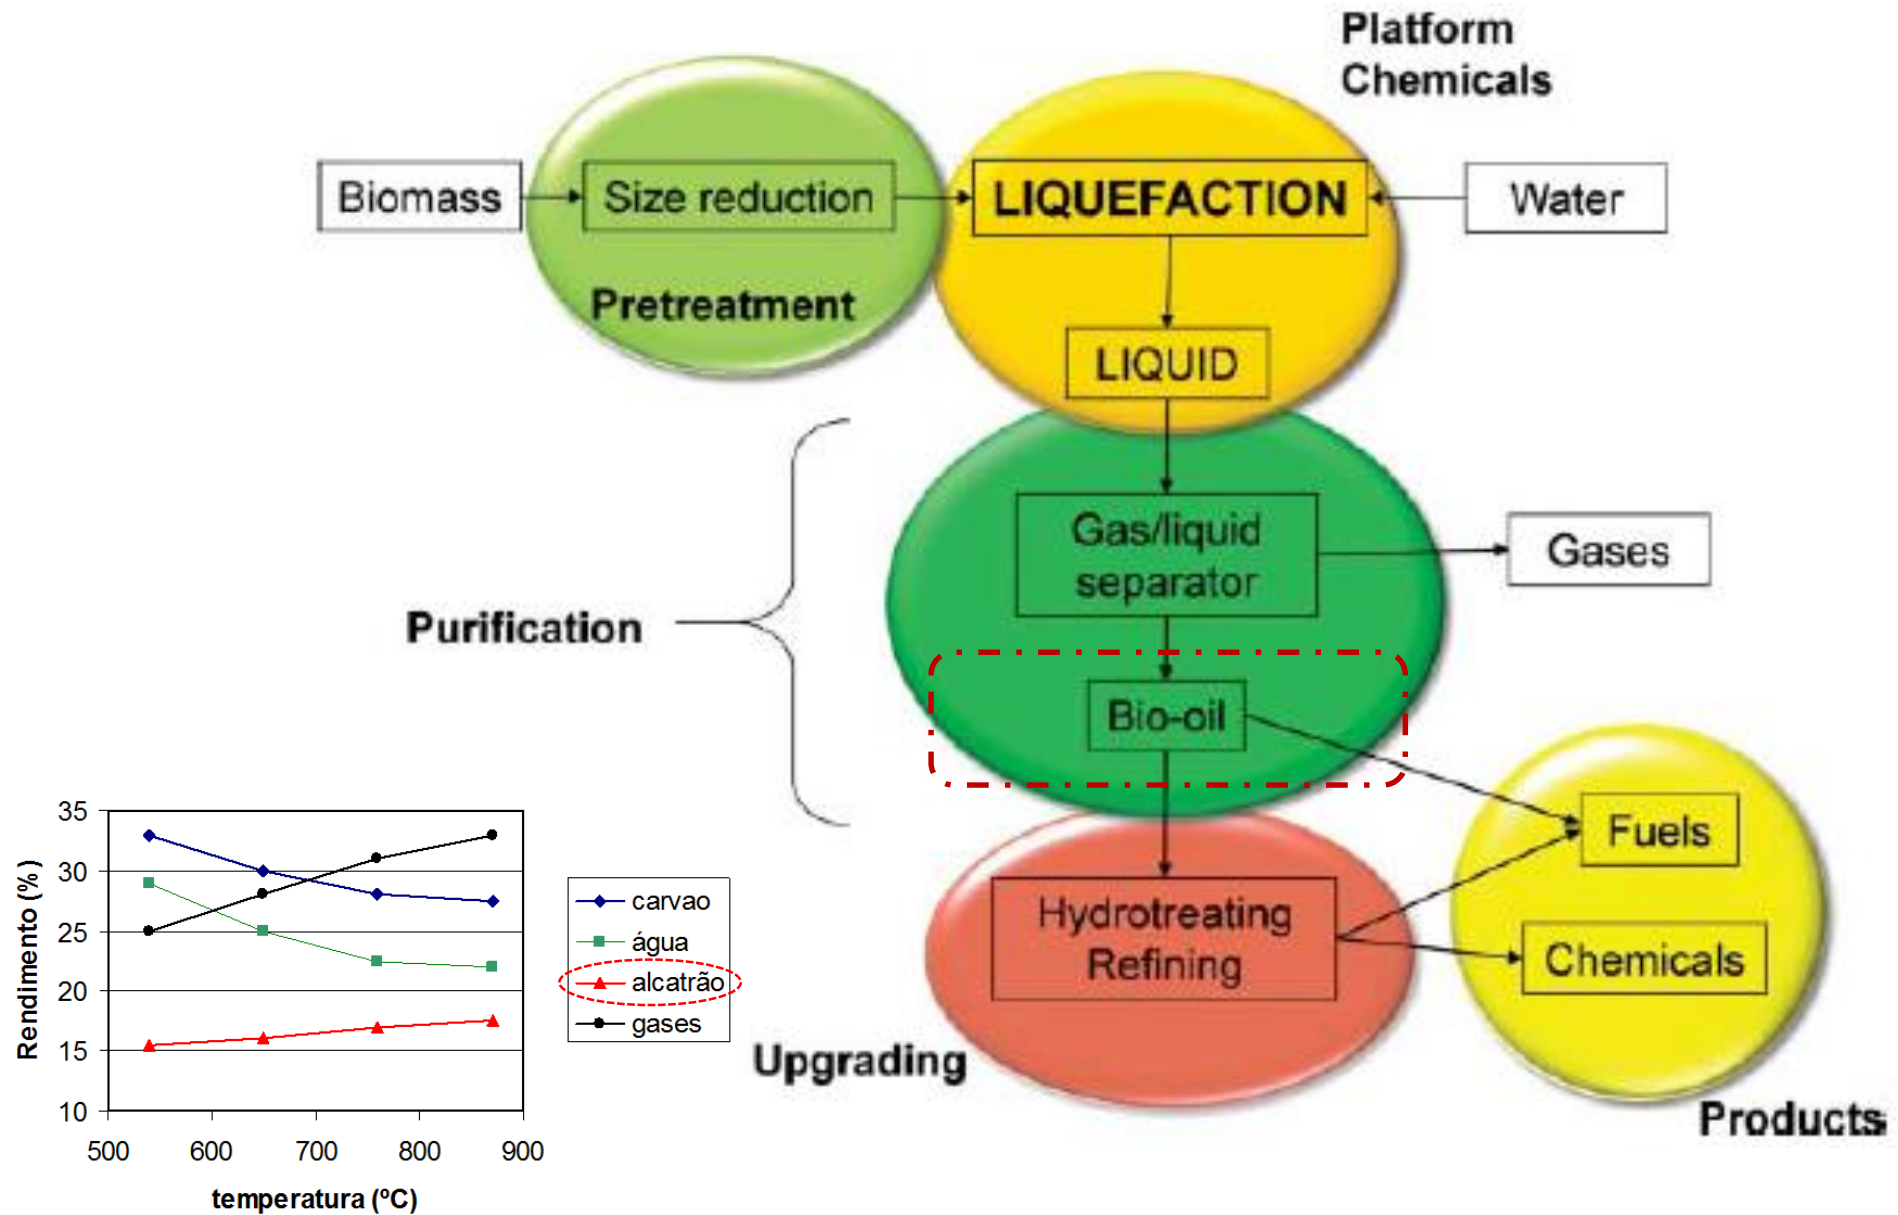 Platform
Chemicals
Biomass
Size reduction
LIQUEFACTION
Water
Pretreatment
LIQUID
Gas/liquid
separator
Gases
Purification
Bio-oil
Fuels
Hydrotreating
Refining
Chemicals
Upgrading
Products
35
30
25
20
15
10
Rendimento (%)
500 600 700 800 900
temperatura (ºC)
carvao
água
alcatrão
gases